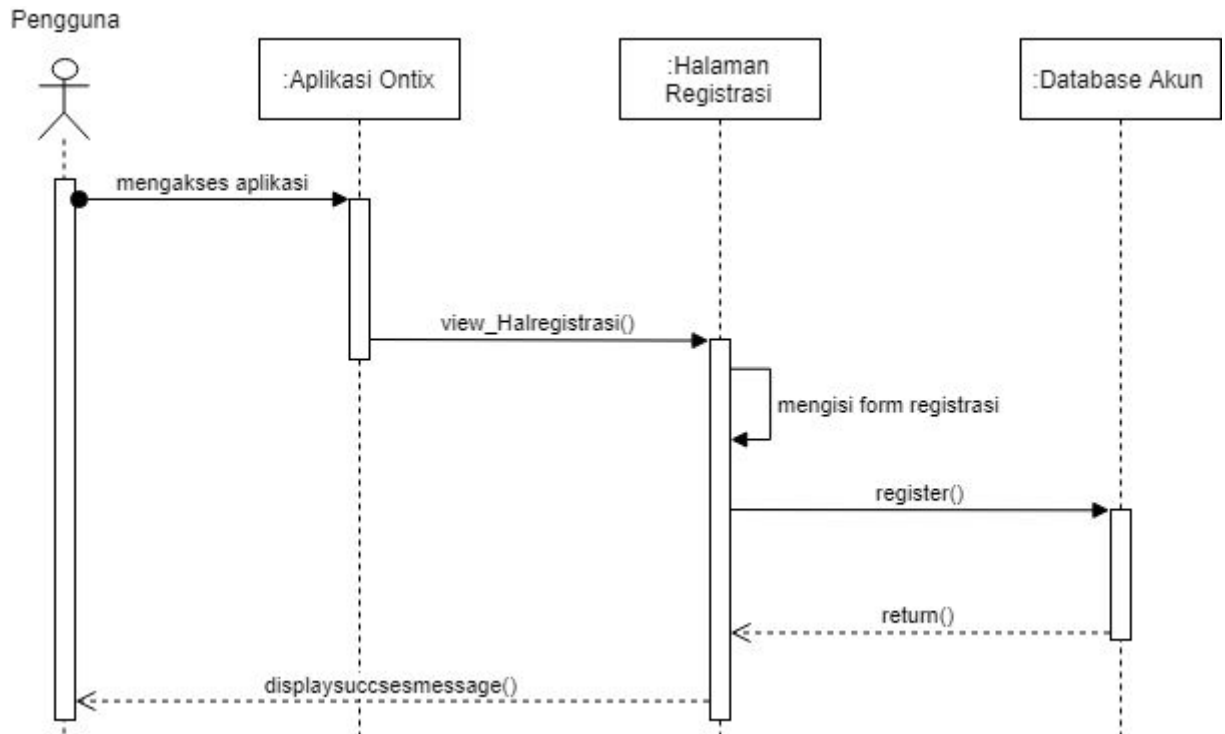 Pengguna
:Aplikasi Ontix
:Halaman
Registrasi
:Database Akun
mengakses aplikasi
view_Halregistrasi()
mengisi form registrasi
register()
return()
displaysuccsesmessage()